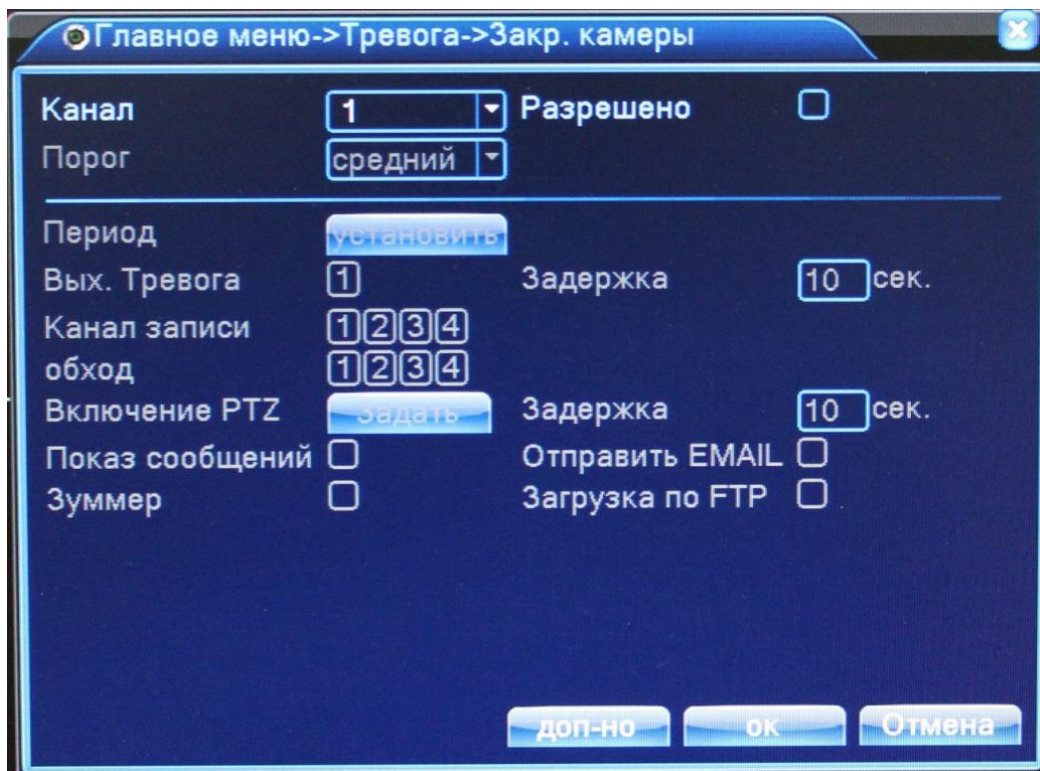 Главное меню->Тревога->Закр. камеры
Канал 1 Разрешено
Порог средний
Период установить
Вых. Тревога 1 Задержка 10 сек.
Канал записи 1 2 3 4
обход 1 2 3 4
Включение PTZ Задать Задержка 10 сек.
Показ сообщений Отправить EMAIL
Зуммер Загрузка по FTP
доп-но ок Отмена